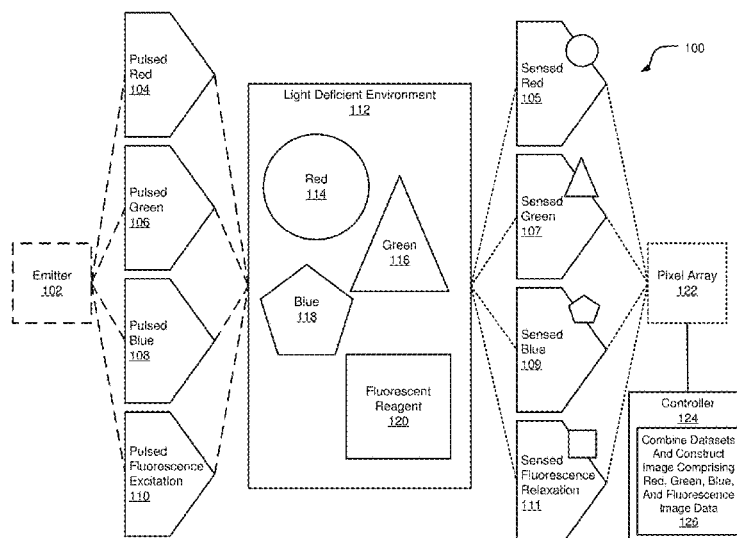 Pulsed
Red
104
Pulsed
Green
106
Pulsed
Blue
108
Pulsed
Fluorescence
Excitation
110
Emitter
102
Light Deficient Environment
112
Red
114
Green
116
Blue
118
Fluorescent
Reagent
120
Sensed
Red
105
Sensed
Green
107
Sensed
Blue
109
Sensed
Fluorescence
Relaxation
111
100
Pixel Array
122
Controller
124
Combine Datasets
And Construct
Image Comprising
Red, Green, Blue,
And Fluorescence
Image Data
126